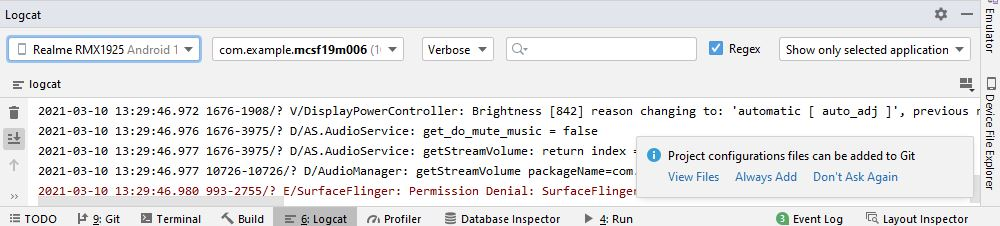 Logcat
Realme RMX1925 Android 1
com.example.mcsf19m006 (1
Verbose
Regex
Show only selected application
logcat
2021-03-10 13:29:46.972 1676-1908/? V/DisplayPowerController: Brightness [842] reason changing to: 'automatic [ auto_adj ]', previous r
2021-03-10 13:29:46.976 1676-3975/? D/AS.AudioService: get_do_mute_music = false
2021-03-10 13:29:46.977 1676-3975/? D/AS.AudioService: getStreamVolume: return index =
2021-03-10 13:29:46.977 10726-10726/? D/AudioManager: getStreamVolume packageName=com.
2021-03-10 13:29:46.980 993-2755/? E/SurfaceFlinger: Permission Denial: SurfaceFlinger
Project configurations files can be added to Git
View Files Always Add Don't Ask Again
Emulator
Device File Explorer
TODO
9: Git
Terminal
Build
6: Logcat
Profiler
Database Inspector
4: Run
3 Event Log
Layout Inspector